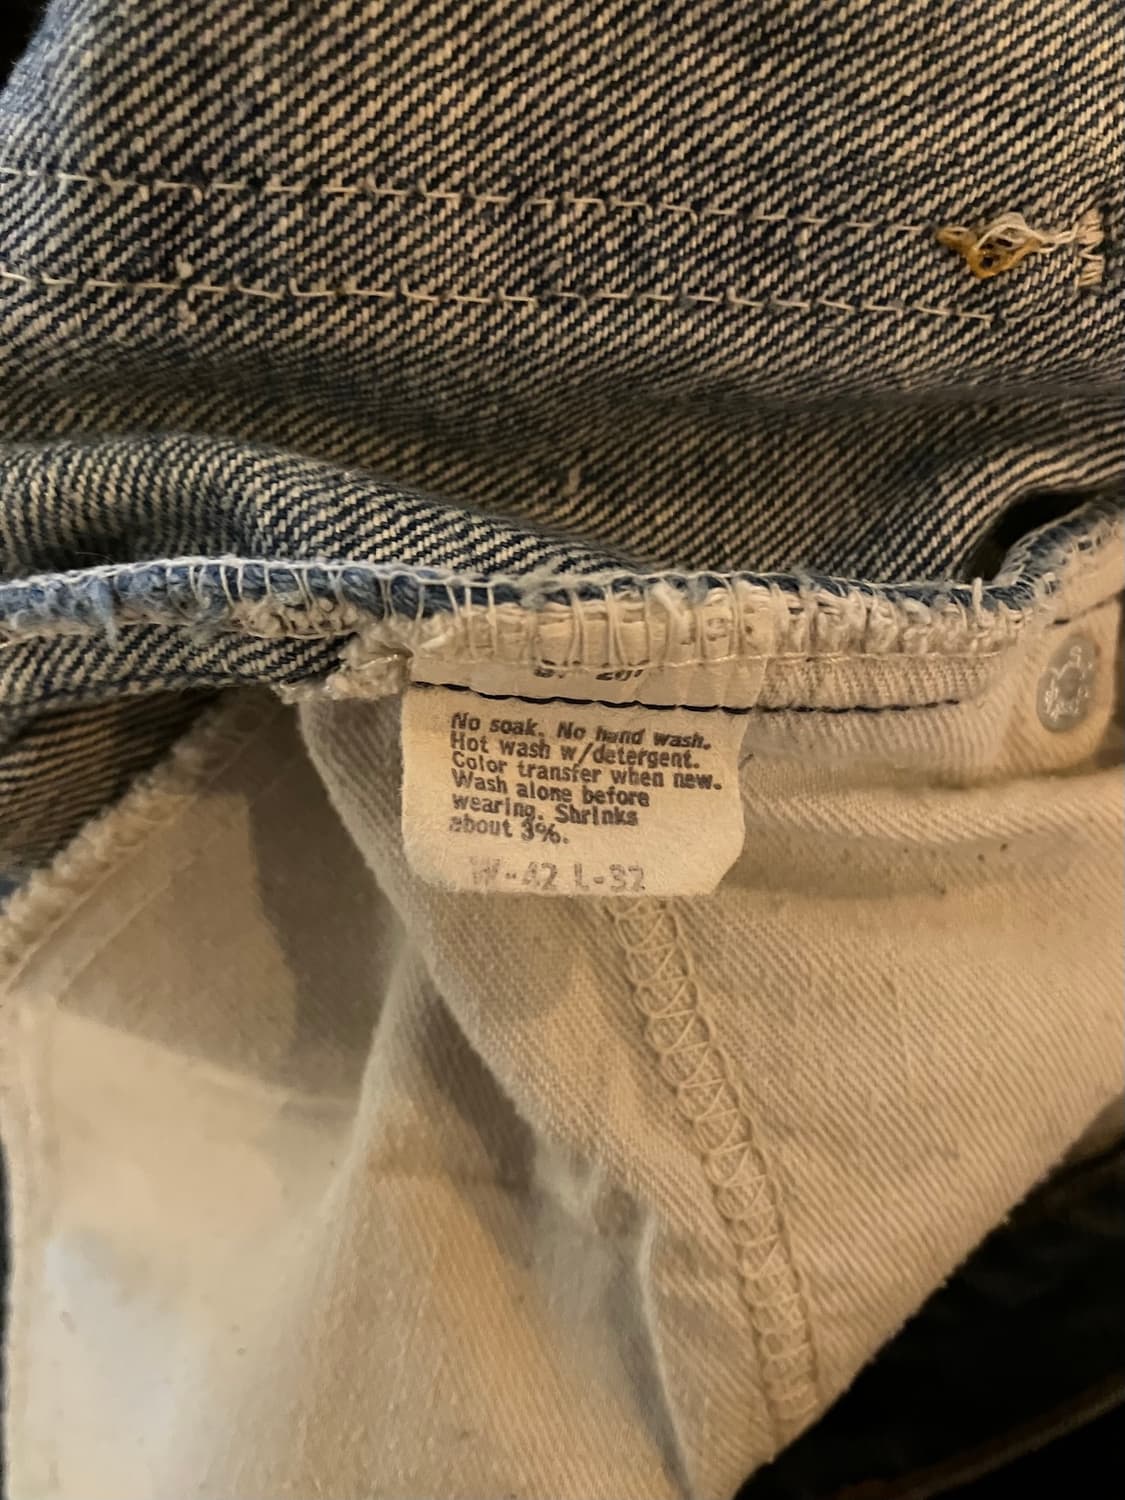 No soak. No hand wash.
Hot wash w/detergent.
Color transfer when new.
Wash alone before
wearing. Shrinks
about 3%.
W-42 L-32